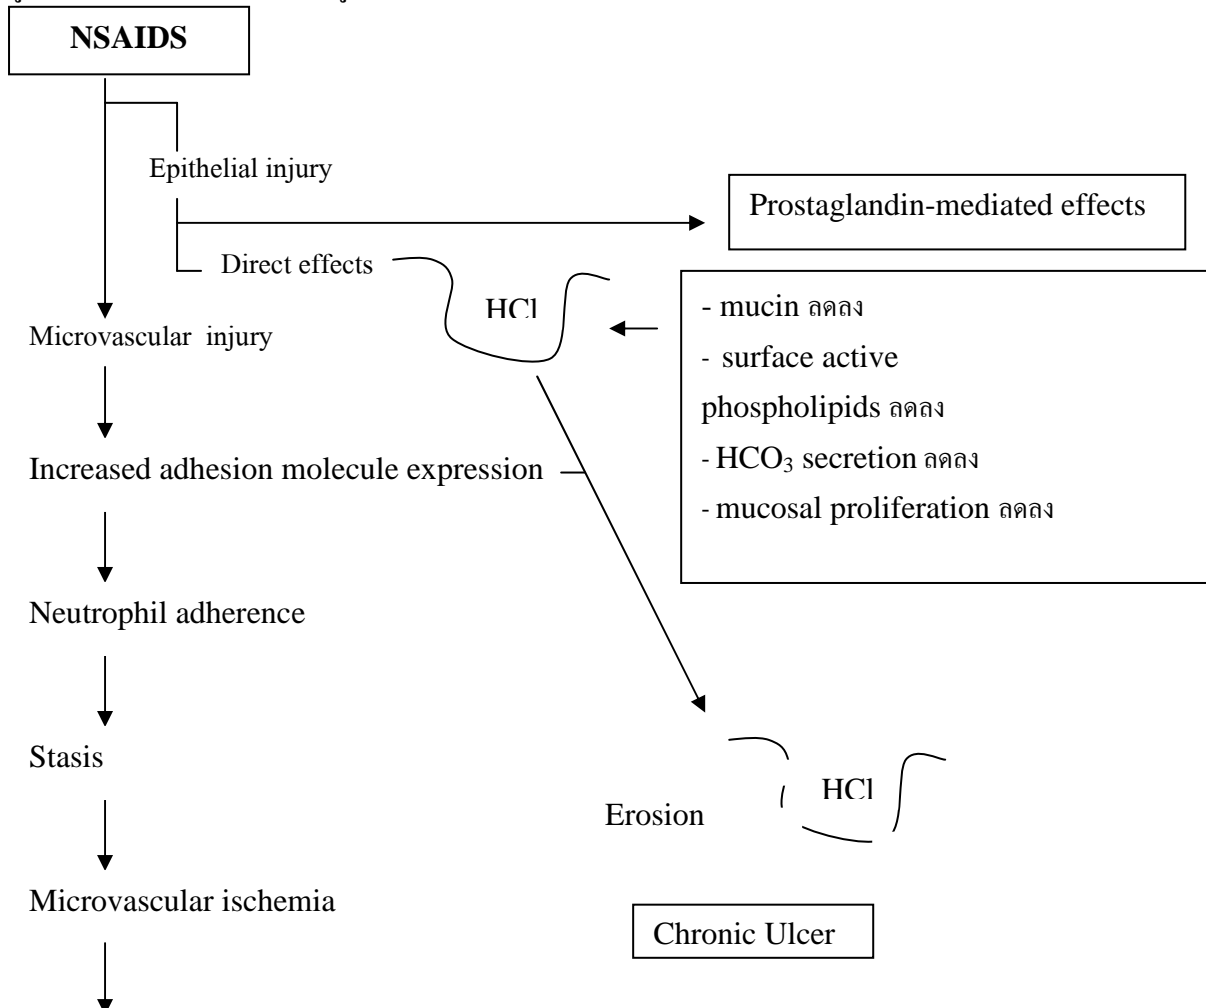 NSAIDS
Epithelial injury
Prostaglandin-mediated effects
Direct effects
HCl
- mucin ลดลง
- surface active
phospholipids ลดลง
- HCO₃ secretion ลดลง
- mucosal proliferation ลดลง
Microvascular injury
Increased adhesion molecule expression
Neutrophil adherence
Stasis
HCl
Erosion
Microvascular ischemia
Chronic Ulcer